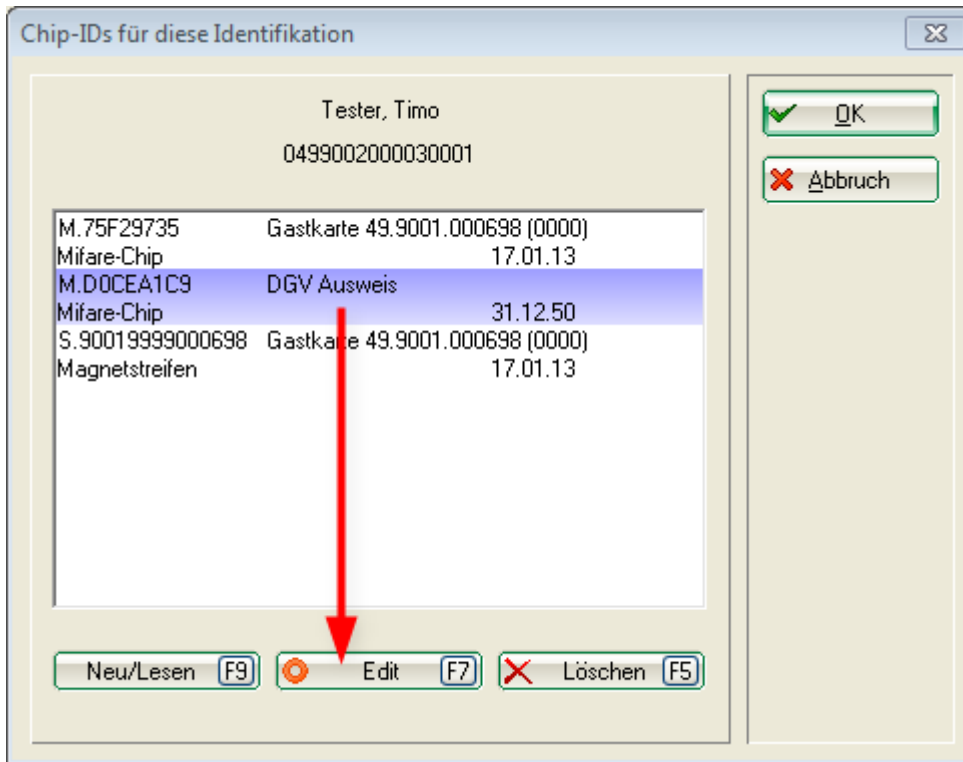 Chip-IDs für diese Identifikation
Tester, Timo
0499002000030001
OK
Abbruch
M.75F29735 Gastkarte 49.9001.000698 (0000)
Mifare-Chip 17.01.13
M.D0CEA1C9 DGV Ausweis
Mifare-Chip 31.12.50
S.90019999000698 Gastkarte 49.9001.000698 (0000)
Magnetstreifen 17.01.13
Neu/Lesen F9 Edit F7 Löschen F5